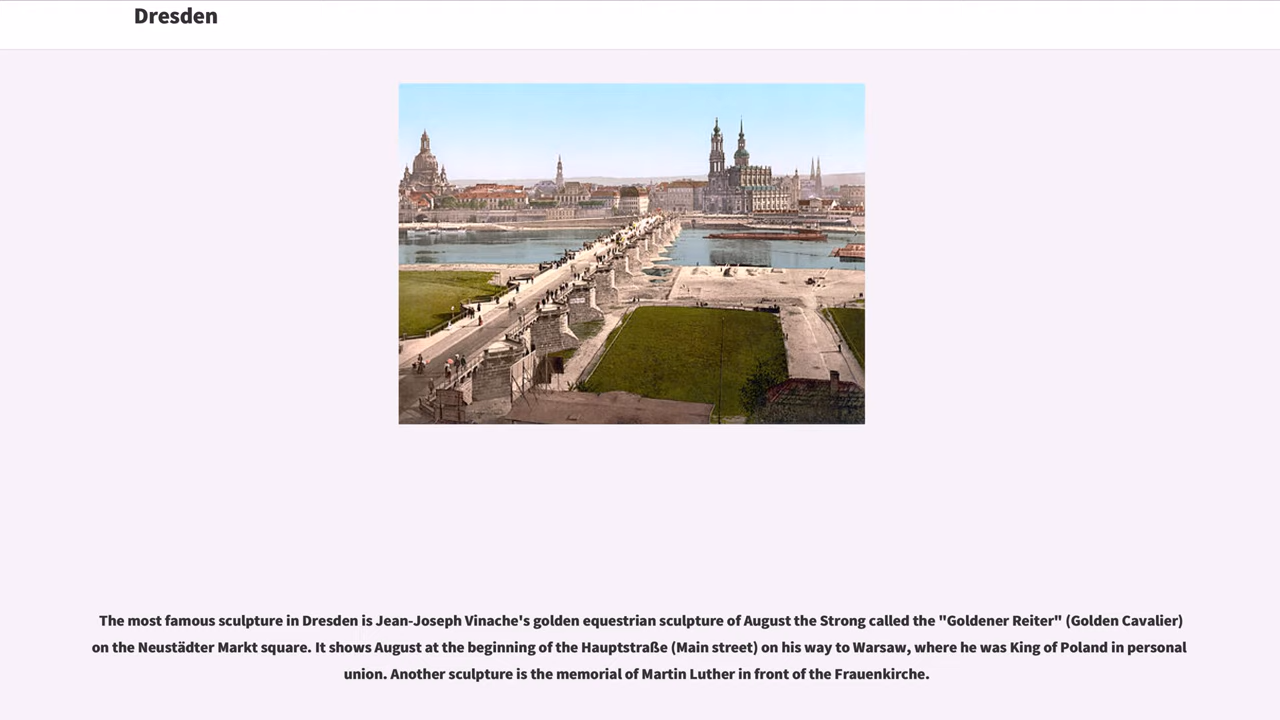 Dresden
The most famous sculpture in Dresden is Jean-Joseph Vinache's golden equestrian sculpture of August the Strong called the "Goldener Reiter" (Golden Cavalier)
on the Neustädter Markt square. It shows August at the beginning of the Hauptstraße (Main street) on his way to Warsaw, where he was King of Poland in personal
union. Another sculpture is the memorial of Martin Luther in front of the Frauenkirche.